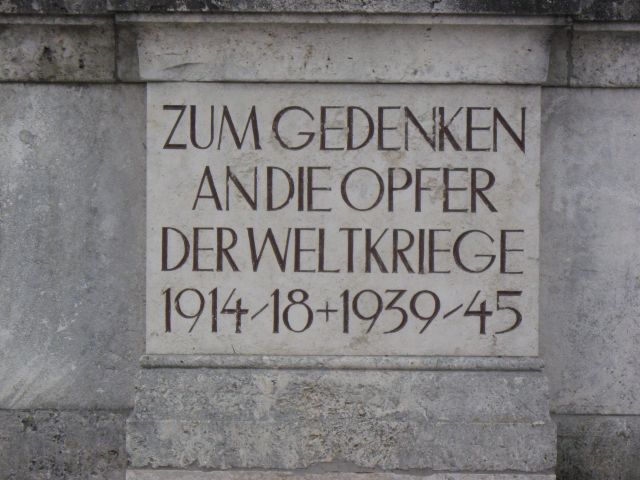 ZUM GEDENKEN
AN DIE OPFER
DER WELTKRIEGE
1914/18+1939/45